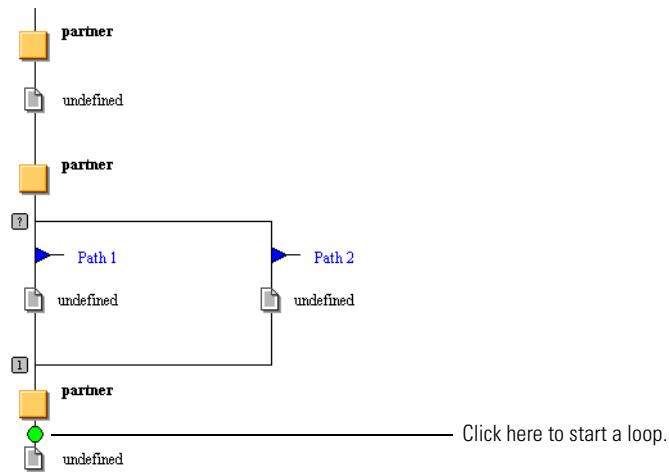 partner
undefined
partner
?
Path 1
Path 2
undefined
undefined
1
partner
Click here to start a loop.
undefined